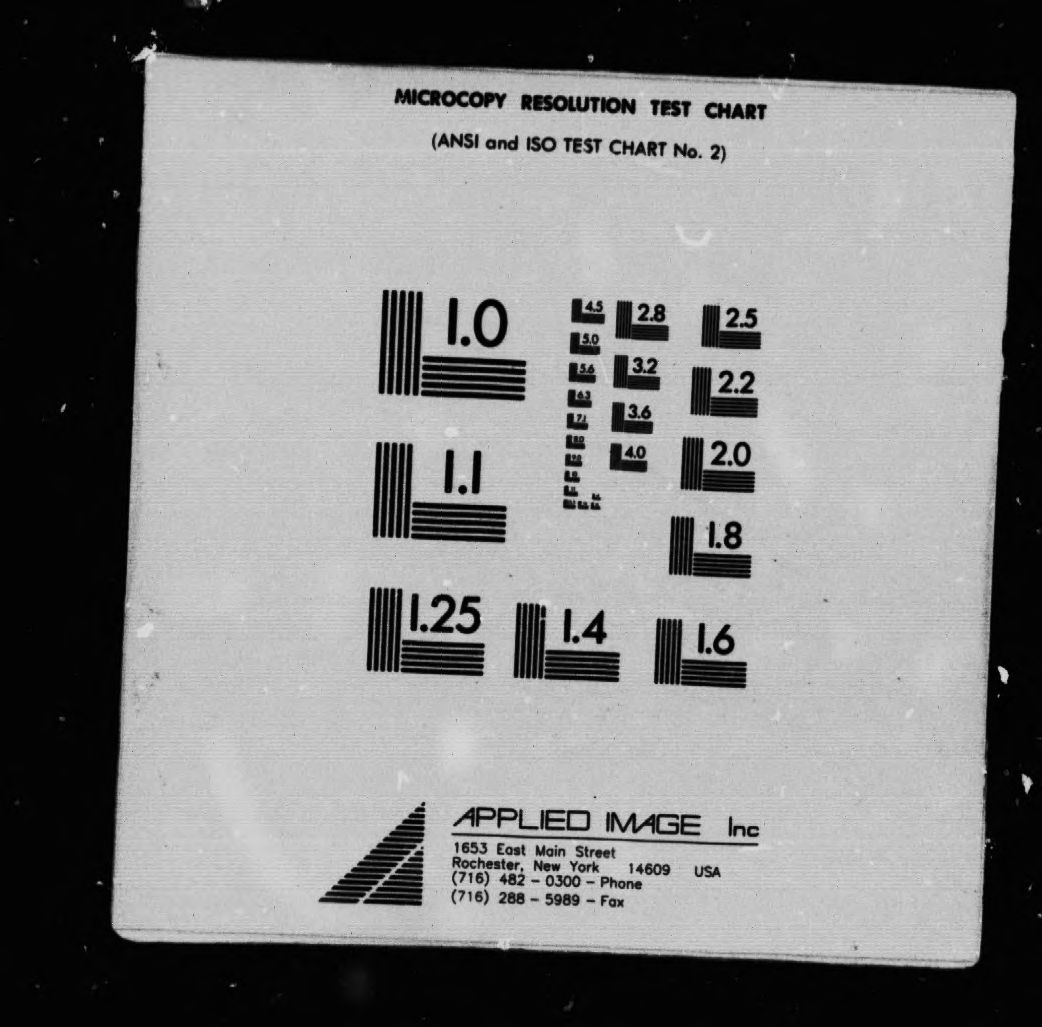 MICROCOPY RESOLUTION TEST CHART
(ANSI and ISO TEST CHART No. 2)
1.0
1.1
1.25
1.4
1.6
1.8
2.0
2.2
2.5
2.8
3.2
3.6
4.0
4.5
5.0
5.6
6.3
7.1
8.0
9.0
APPLIED IMAGE Inc
1653 East Main Street
Rochester, New York 14609 USA
(716) 482 - 0300 - Phone
(716) 288 - 5989 - Fax